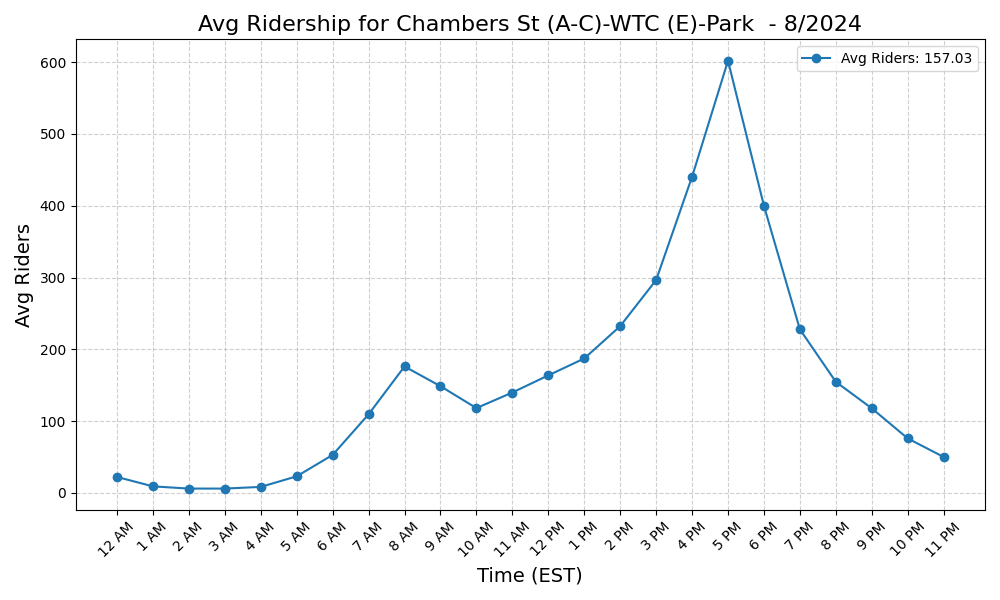 Avg Ridership for Chambers St (A-C)-WTC (E)-Park  - 8/2024
Avg Riders: 157.03
Avg Riders
600
500
400
300
200
100
0
12 AM 1 AM 2 AM 3 AM 4 AM 5 AM 6 AM 7 AM 8 AM 9 AM 10 AM 11 AM 12 PM 1 PM 2 PM 3 PM 4 PM 5 PM 6 PM 7 PM 8 PM 9 PM 10 PM 11 PM
Time (EST)